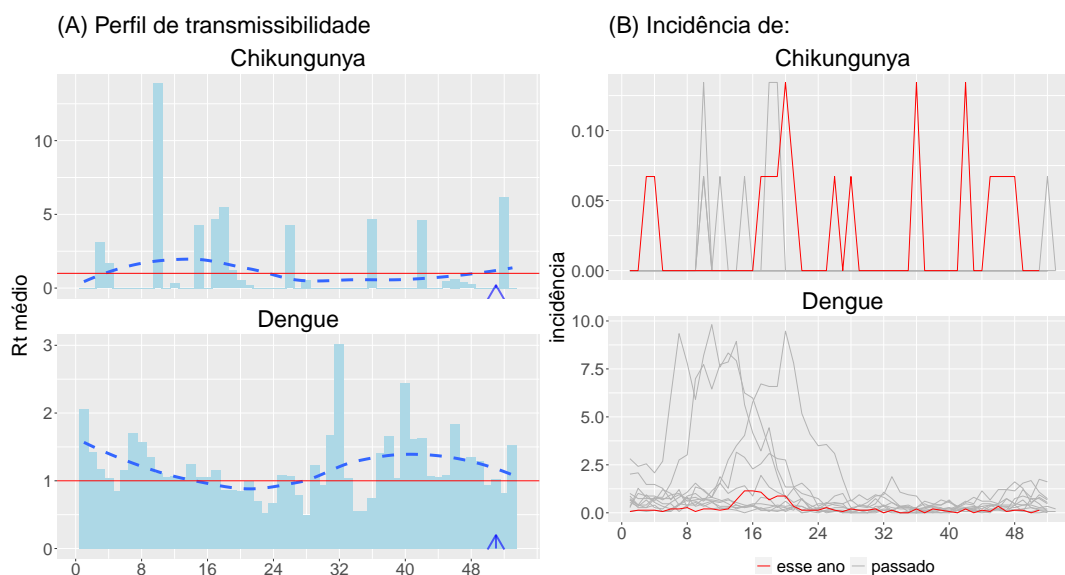 (A) Perfil de transmissibilidade
Chikungunya
10
5
0
Dengue
3
2
1
0
0
8
16
24
32
40
48
Rt médio
(B) Incidência de:
Chikungunya
0.10
0.05
0.00
Dengue
10.0
7.5
5.0
2.5
0.0
0
8
16
24
32
40
48
incidência
esse ano
passado